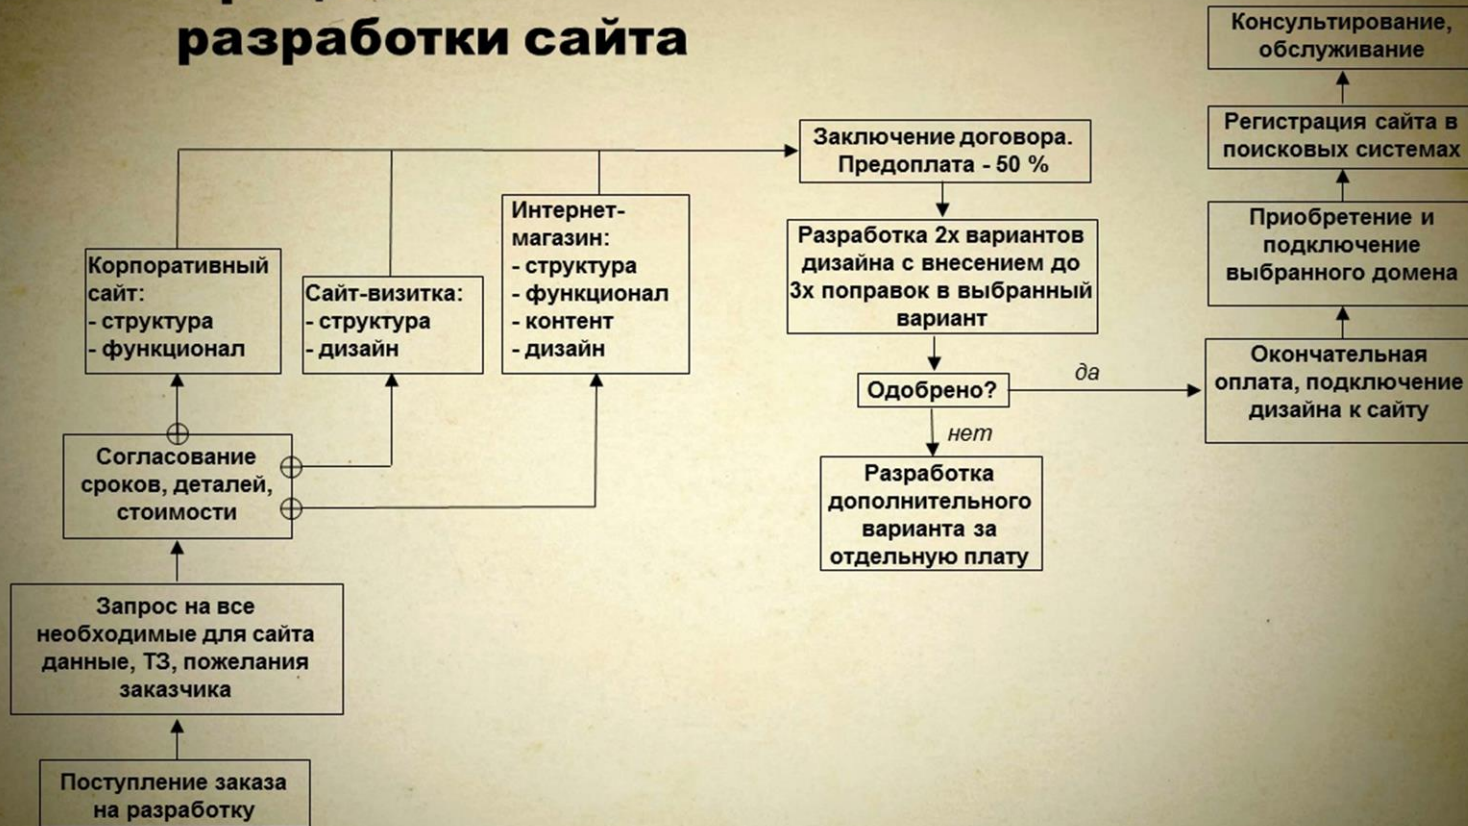 разработки сайта
Консультирование,
обслуживание
Регистрация сайта в
поисковых системах
Приобретение и
подключение
выбранного домена
Окончательная
оплата, подключение
дизайна к сайту
Заключение договора.
Предоплата - 50 %
Разработка 2х вариантов
дизайна с внесением до
3х поправок в выбранный
вариант
Одобрено?
да
нет
Разработка
дополнительного
варианта за
отдельную плату
Интернет-
магазин:
- структура
- функционал
- контент
- дизайн
Сайт-визитка:
- структура
- дизайн
Корпоративный
сайт:
- структура
- функционал
Согласование
сроков, деталей,
стоимости
Запрос на все
необходимые для сайта
данные, ТЗ, пожелания
заказчика
Поступление заказа
на разработку